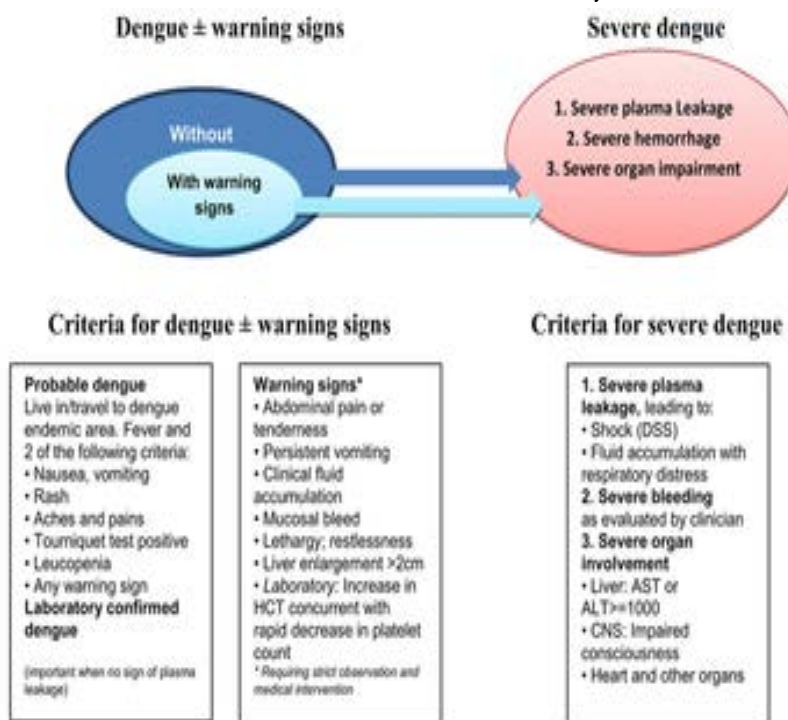 Dengue ± warning signs
Severe dengue
Without
With warning
signs
1. Severe plasma Leakage
2. Severe hemorrhage
3. Severe organ impairment
Criteria for dengue ± warning signs
Criteria for severe dengue
Probable dengue
Live in/travel to dengue
endemic area. Fever and
2 of the following criteria:
• Nausea, vomiting
• Rash
• Aches and pains
• Tourniquet test positive
• Leucopenia
• Any warning sign
Laboratory confirmed
dengue
(important when no sign of plasma
leakage)
Warning signs*
• Abdominal pain or
tenderness
• Persistent vomiting
• Clinical fluid
accumulation
• Mucosal bleed
• Lethargy; restlessness
• Liver enlargement >2cm
• Laboratory: Increase in
HCT concurrent with
rapid decrease in platelet
count
* Requiring strict observation and
medical intervention
1. Severe plasma
leakage, leading to:
• Shock (DSS)
• Fluid accumulation with
respiratory distress
2. Severe bleeding
as evaluated by clinician
3. Severe organ
involvement
• Liver: AST or
ALT>=1000
• CNS: Impaired
consciousness
• Heart and other organs